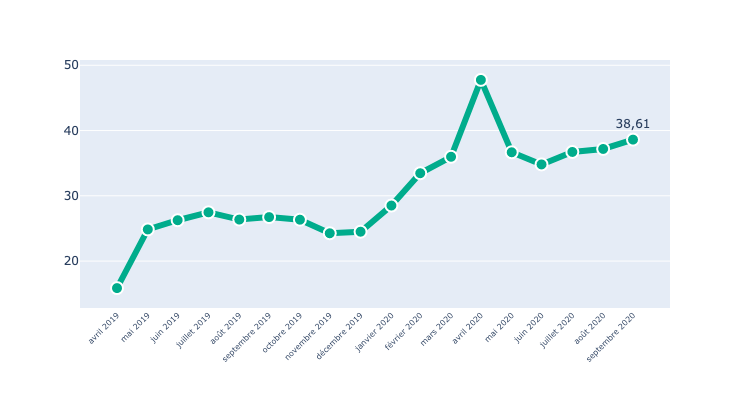 50
40
30
20
38,61
avril 2019
mai 2019
juin 2019
juillet 2019
août 2019
septembre 2019
octobre 2019
novembre 2019
décembre 2019
janvier 2020
février 2020
mars 2020
avril 2020
mai 2020
juin 2020
juillet 2020
août 2020
septembre 2020